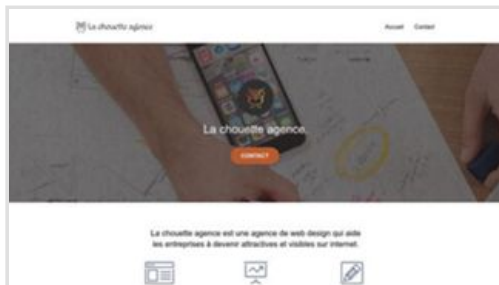 La chouette agence
Accueil Contact
La chouette agence.
CONTACT
La chouette agence est une agence de web design qui aide
les entreprises à devenir attractives et visibles sur internet.